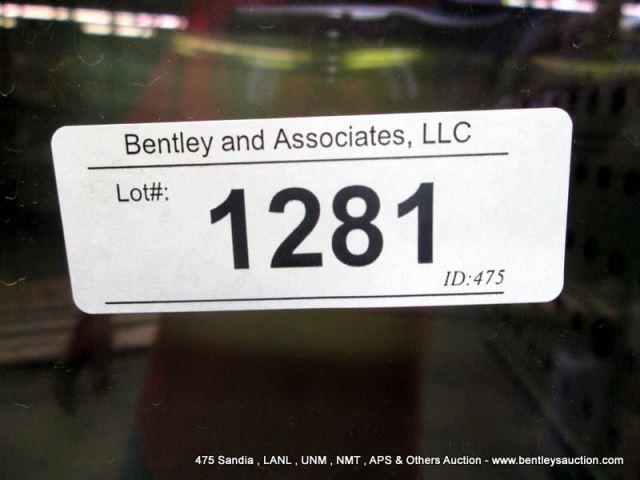 Bentley and Associates, LLC
Lot#:
1281
ID:475
475 Sandia , LANL , UNM , NMT , APS & Others Auction - www.bentleysauction.com